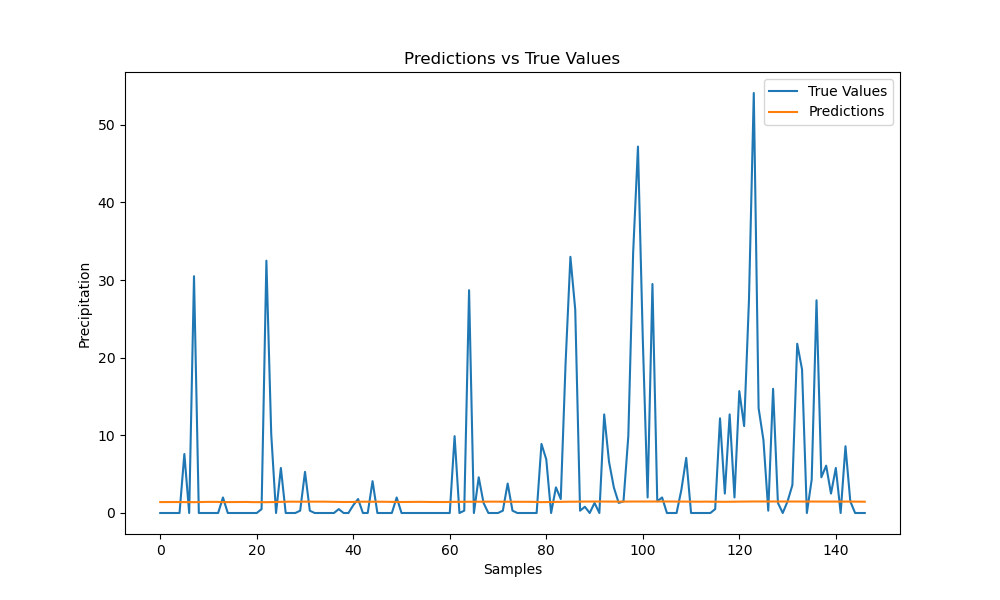 Predictions vs True Values
True Values
Predictions
50
40
30
20
10
0
Precipitation
0 20 40 60 80 100 120 140
Samples